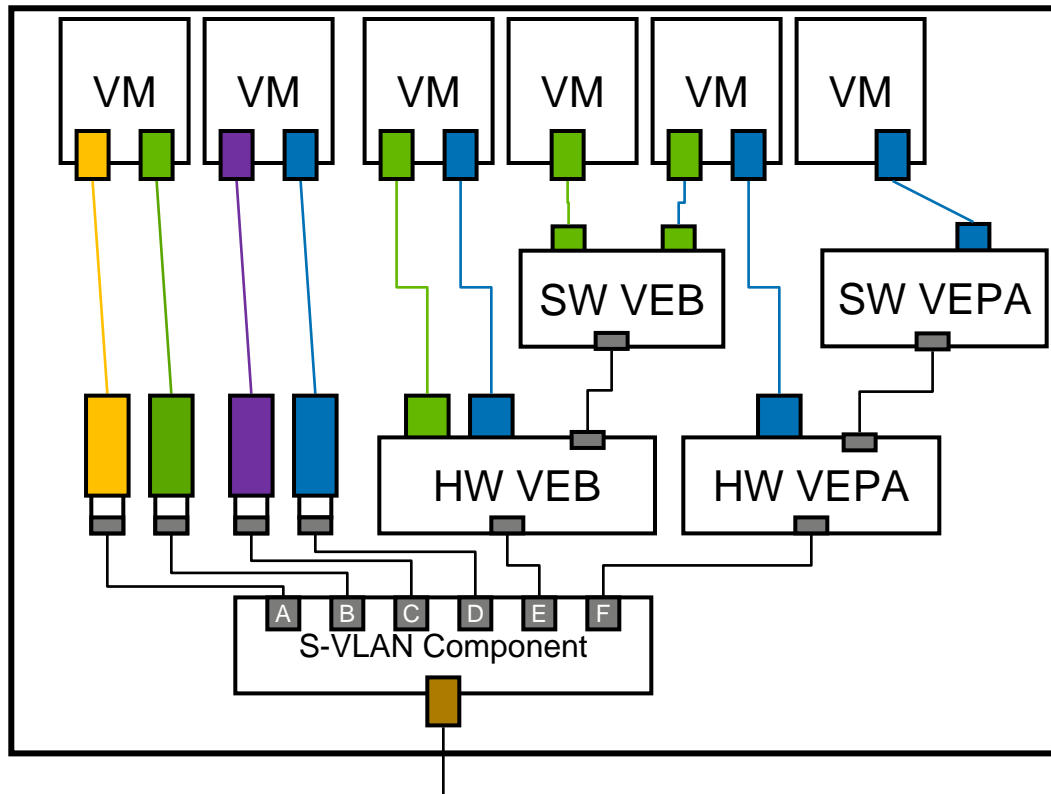 VM VM VM VM VM VM
SW VEB SW VEPA
HW VEB HW VEPA
A B C D E F
S-VLAN Component